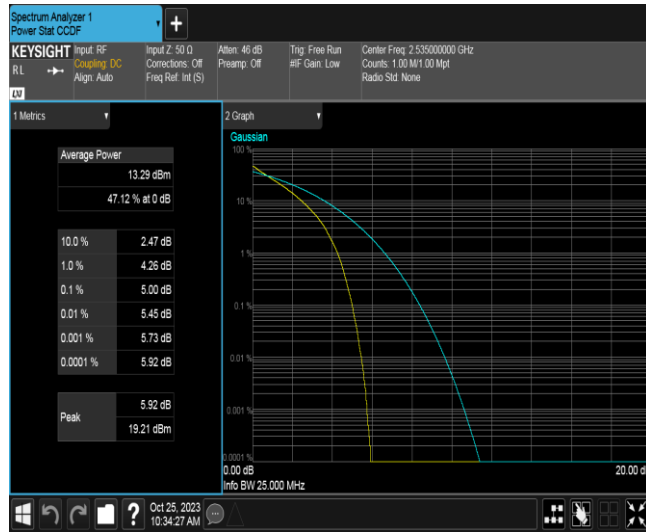 Spectrum Analyzer 1
Power Stat CCDF
+
KEYSIGHT
RL
LXI
Input: RF
Coupling: DC
Align: Auto
Input Z: 50 Ω
Corrections: Off
Freq Ref: Int (S)
Atten: 46 dB
Preamp: Off
Trig: Free Run
#IF Gain: Low
Center Freq: 2.535000000 GHz
Counts: 1.00 M/1.00 Mpt
Radio Std: None
1 Metrics
Average Power
13.29 dBm
47.12 % at 0 dB
10.0 % 2.47 dB
1.0 % 4.26 dB
0.1 % 5.00 dB
0.01 % 5.45 dB
0.001 % 5.73 dB
0.0001 % 5.92 dB
Peak
5.92 dB
19.21 dBm
2 Graph
Gaussian
100 %
10 %
1 %
0.1 %
0.01 %
0.001 %
0.0001 %
0.00 dB
20.00 dB
Info BW 25.000 MHz
?
Oct 25, 2023
10:34:27 AM